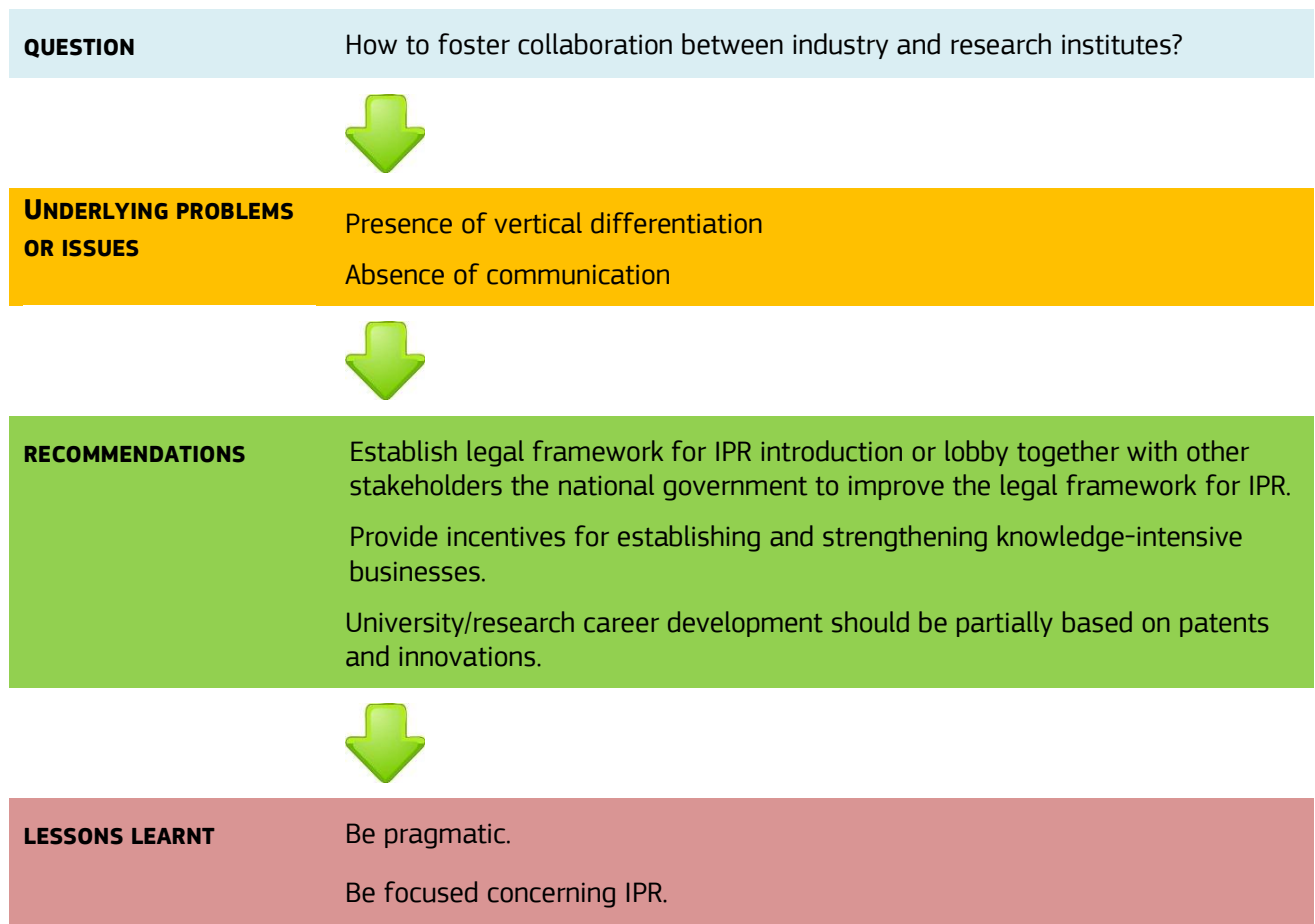 QUESTION
How to foster collaboration between industry and research institutes?
UNDERLYING PROBLEMS
OR ISSUES
Presence of vertical differentiation
Absence of communication
RECOMMENDATIONS
Establish legal framework for IPR introduction or lobby together with other
stakeholders the national government to improve the legal framework for IPR.
Provide incentives for establishing and strengthening knowledge-intensive
businesses.
University/research career development should be partially based on patents
and innovations.
LESSONS LEARNT
Be pragmatic.
Be focused concerning IPR.